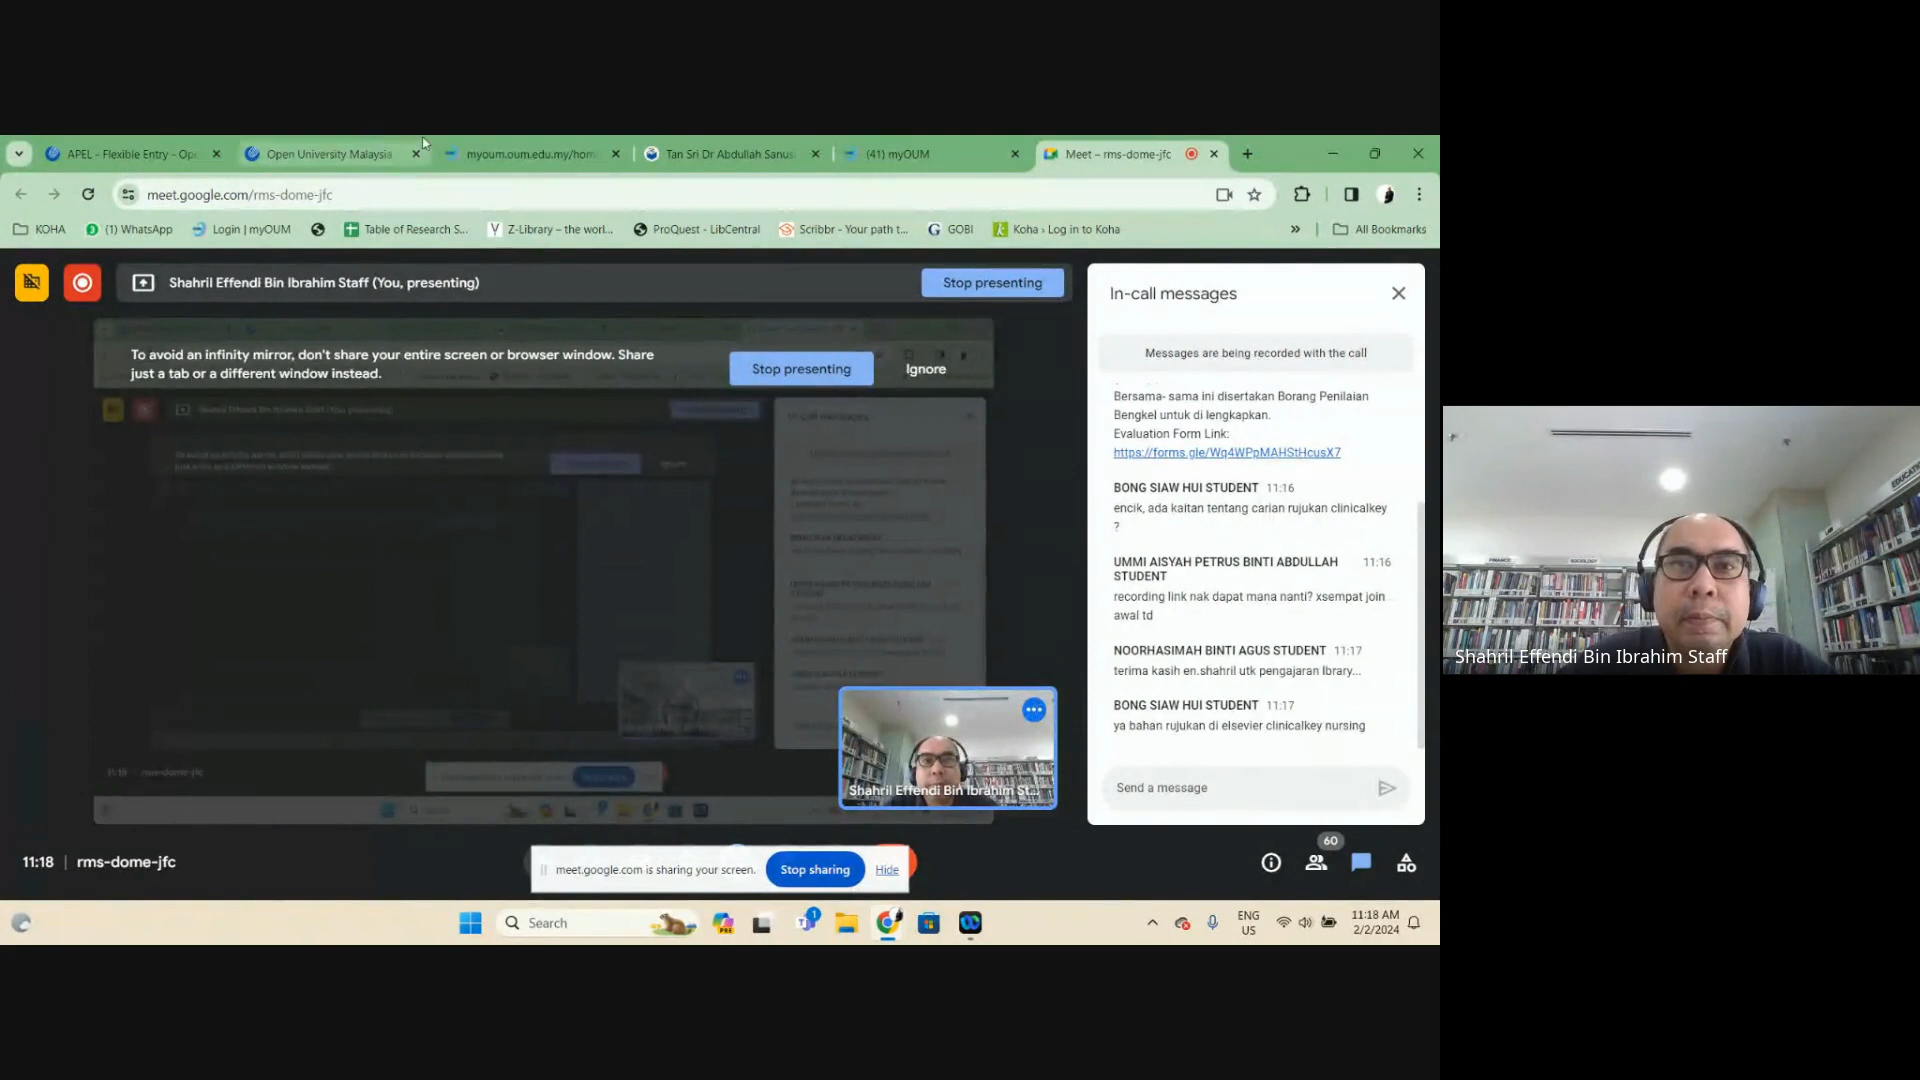 APEL - Flexible Entry - Op
Open University Malaysia
myoum.oum.edu.my/hom
Tan Sri Dr Abdullah Sanus
(41) myOUM
Meet – rms-dome-jfc
meet.google.com/rms-dome-jfc
KOHA
(1) WhatsApp
Login | myOUM
Table of Research S...
Z-Library – the worl...
ProQuest - LibCentral
Scribbr - Your path t...
GOBI
Koha › Log in to Koha
All Bookmarks
Shahril Effendi Bin Ibrahim Staff (You, presenting)
Stop presenting
To avoid an infinity mirror, don't share your entire screen or browser window. Share
just a tab or a different window instead.
Stop presenting
Ignore
In-call messages
Messages are being recorded with the call
Bersama- sama ini disertakan Borang Penilaian
Bengkel untuk di lengkapkan.
Evaluation Form Link:
https://forms.gle/Wq4WPpMAHStHcusX7
BONG SIAW HUI STUDENT 11:16
encik, ada kaitan tentang carian rujukan clinicalkey
?
UMMI AISYAH PETRUS BINTI ABDULLAH 11:16
STUDENT
recording link nak dapat mana nanti? xsempat join
awal td
NOORHASIMAH BINTI AGUS STUDENT 11:17
terima kasih en.shahril utk pengajaran lbrary...
BONG SIAW HUI STUDENT 11:17
ya bahan rujukan di elsevier clinicalkey nursing
Send a message
Shahril Effendi Bin Ibrahim St...
11:18 | rms-dome-jfc
meet.google.com is sharing your screen.
Stop sharing
Hide
60
Search
PRE
1
ENG
US
11:18 AM
2/2/2024
FINANCE
SOCIOLOGY
Shahril Effendi Bin Ibrahim Staff